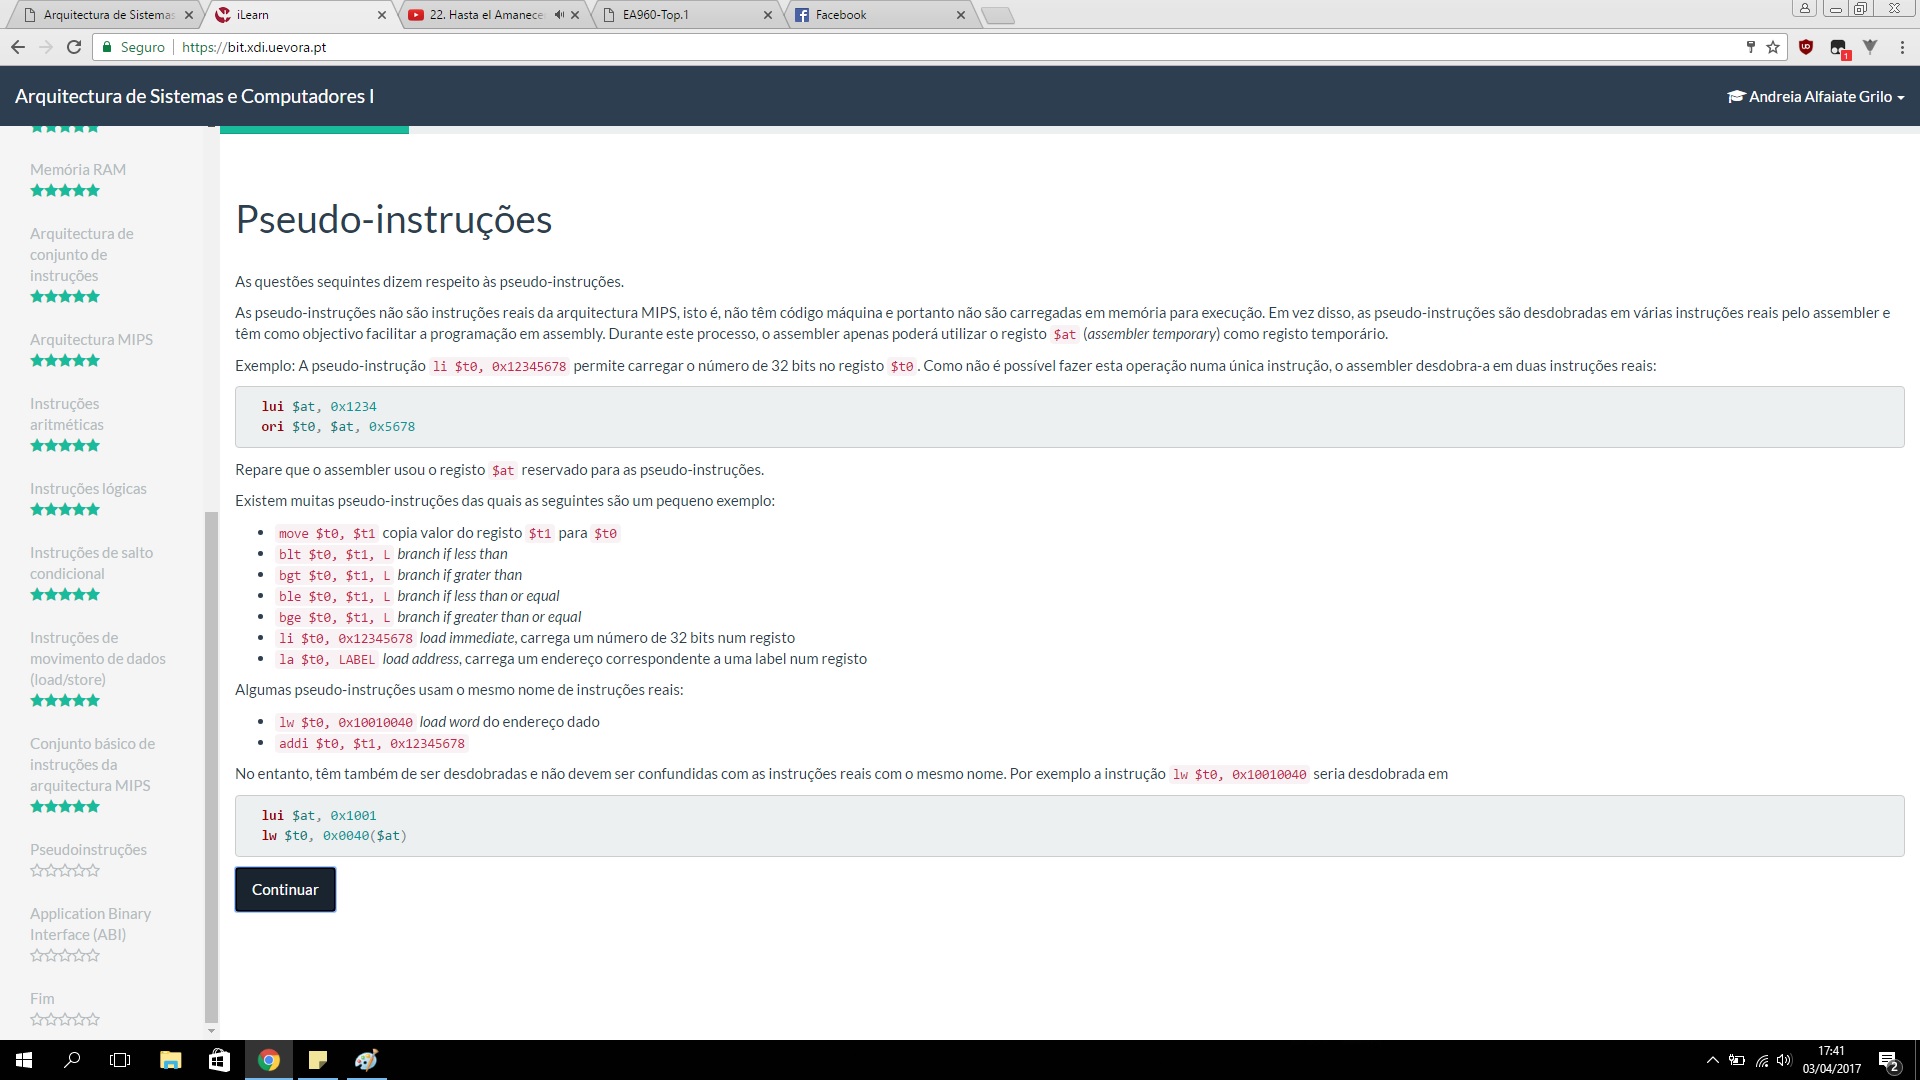 Arquitectura de Sistemas
iLearn
22. Hasta el Amanece
EA960-Top.1
Facebook
Seguro
https://bit.xdi.uevora.pt
1
Arquitectura de Sistemas e Computadores I
Andreia Alfaiate Grilo
Memória RAM
Arquitectura de
conjunto de
instruções
Arquitectura MIPS
Instruções
aritméticas
Instruções lógicas
Instruções de salto
condicional
Instruções de
movimento de dados
(load/store)
Conjunto básico de
instruções da
arquitectura MIPS
Pseudoinstruções
Application Binary
Interface (ABI)
Fim
Pseudo-instruções
As questões sequintes dizem respeito às pseudo-instruções.
As pseudo-instruções não são instruções reais da arquitectura MIPS, isto é, não têm código máquina e portanto não são carregadas em memória para execução. Em vez disso, as pseudo-instruções são desdobradas em várias instruções reais pelo assembler e
têm como objectivo facilitar a programação em assembly. Durante este processo, o assembler apenas poderá utilizar o registo $at (assembler temporary) como registo temporário.
Exemplo: A pseudo-instrução li $t0, 0x12345678 permite carregar o número de 32 bits no registo $t0. Como não é possível fazer esta operação numa única instrução, o assembler desdobra-a em duas instruções reais:
lui $at, 0x1234
ori $t0, $at, 0x5678
Repare que o assembler usou o registo $at reservado para as pseudo-instruções.
Existem muitas pseudo-instruções das quais as seguintes são um pequeno exemplo:
• move $t0, $t1 copia valor do registo $t1 para $t0
• blt $t0, $t1, L branch if less than
• bgt $t0, $t1, L branch if grater than
• ble $t0, $t1, L branch if less than or equal
• bge $t0, $t1, L branch if greater than or equal
• li $t0, 0x12345678 load immediate, carrega um número de 32 bits num registo
• la $t0, LABEL load address, carrega um endereço correspondente a uma label num registo
Algumas pseudo-instruções usam o mesmo nome de instruções reais:
• lw $t0, 0x10010040 load word do endereço dado
• addi $t0, $t1, 0x12345678
No entanto, têm também de ser desdobradas e não devem ser confundidas com as instruções reais com o mesmo nome. Por exemplo a instrução lw $t0, 0x10010040 seria desdobrada em
lui $at, 0x1001
lw $t0, 0x0040($at)
Continuar
17:41
03/04/2017
2